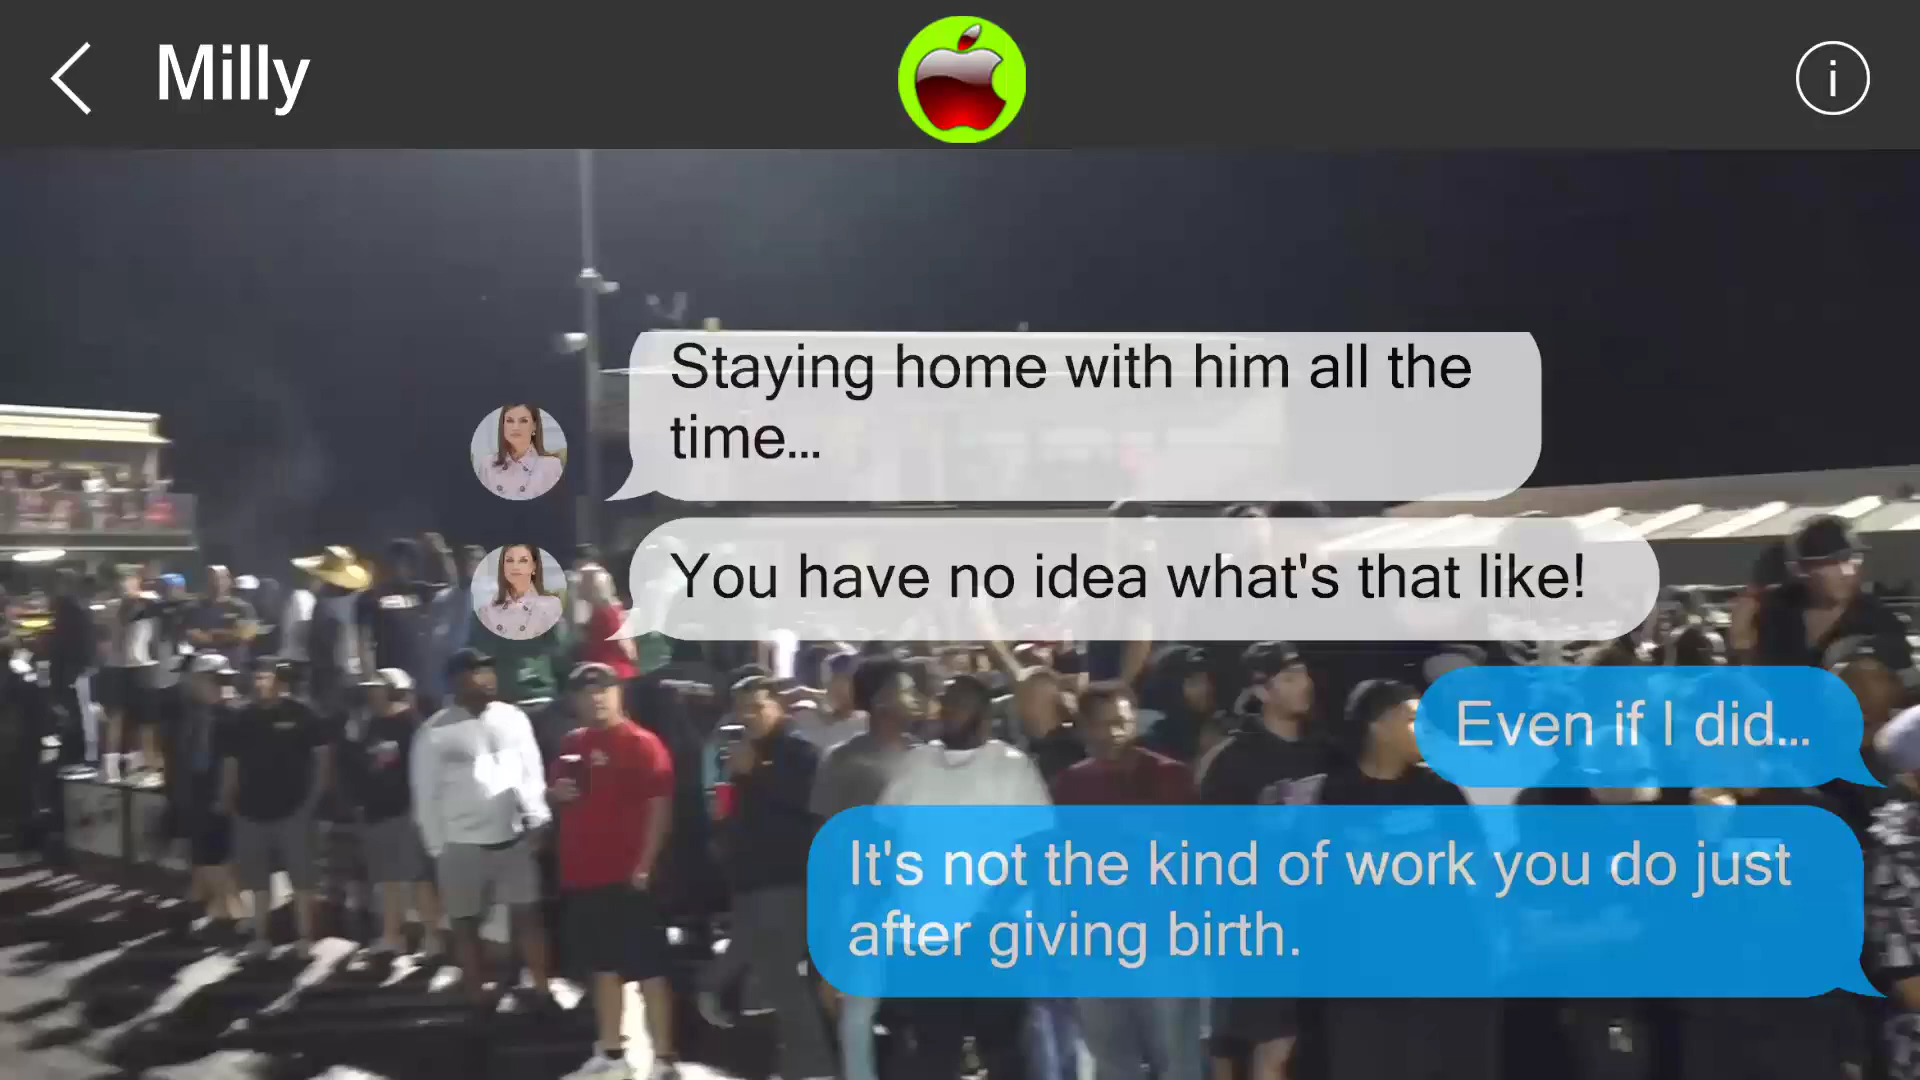 Milly
i
Staying home with him all the
time...
You have no idea what's that like!
Even if I did...
It's not the kind of work you do just
after giving birth.